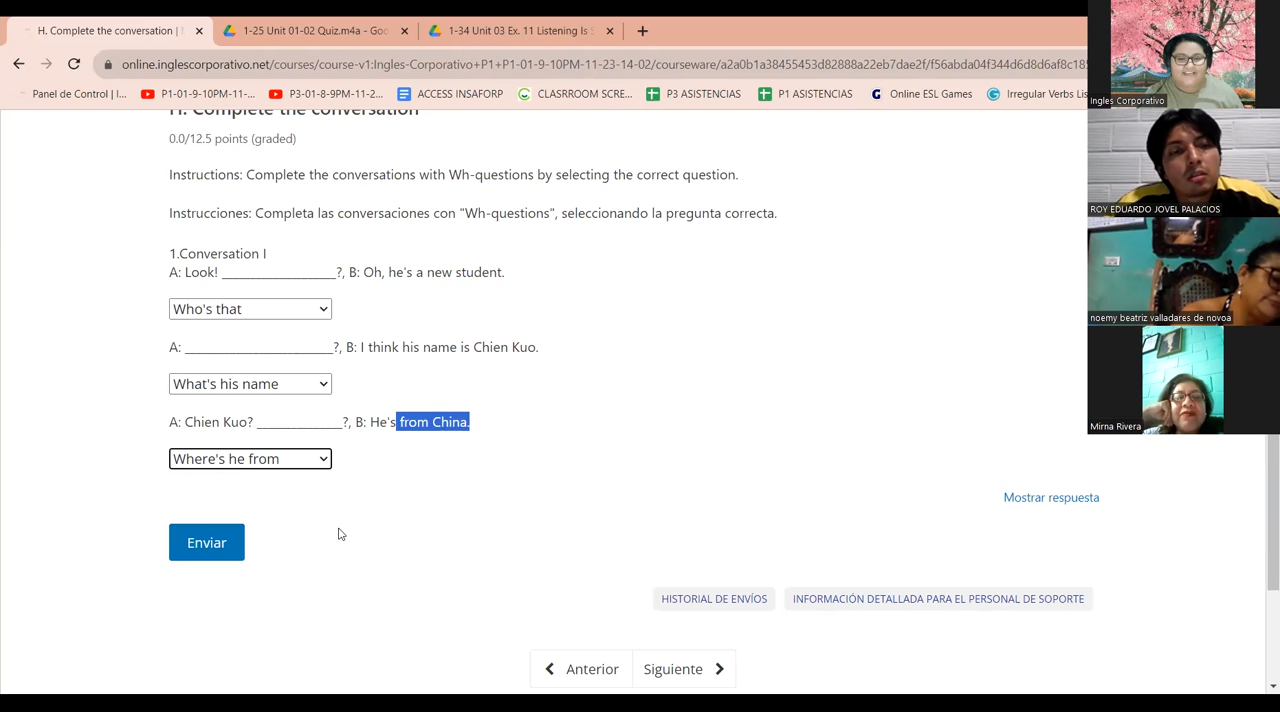 H. Complete the conversation |
1-25 Unit 01-02 Quiz.m4a - Goo
1-34 Unit 03 Ex. 11 Listening Is S
online.inglescorporativo.net/courses/course-v1:Ingles-Corporativo+P1+P1-01-9-10PM-11-23-14-02/courseware/a2a0b1a38455453d82888a22eb7dae2f/f56abda04f344d6d8d6af8c185
Panel de Control | I...
P1-01-9-10PM-11-...
P3-01-8-9PM-11-2...
ACCESS INSAFORP
CLASRROOM SCRE...
P3 ASISTENCIAS
P1 ASISTENCIAS
Online ESL Games
Irregular Verbs Lis
H. Complete the conversation
0.0/12.5 points (graded)
Instructions: Complete the conversations with Wh-questions by selecting the correct question.
Instrucciones: Completa las conversaciones con "Wh-questions", seleccionando la pregunta correcta.
1.Conversation I
A: Look! _________________?, B: Oh, he's a new student.
Who's that
A: ______________________?, B: I think his name is Chien Kuo.
What's his name
A: Chien Kuo? _____________?, B: He's from China.
Where's he from
Mostrar respuesta
Enviar
HISTORIAL DE ENVÍOS
INFORMACIÓN DETALLADA PARA EL PERSONAL DE SOPORTE
Anterior
Siguiente
Ingles Corporativo
ROY EDUARDO JOVEL PALACIOS
noemy beatriz valladares de novoa
Mirna Rivera